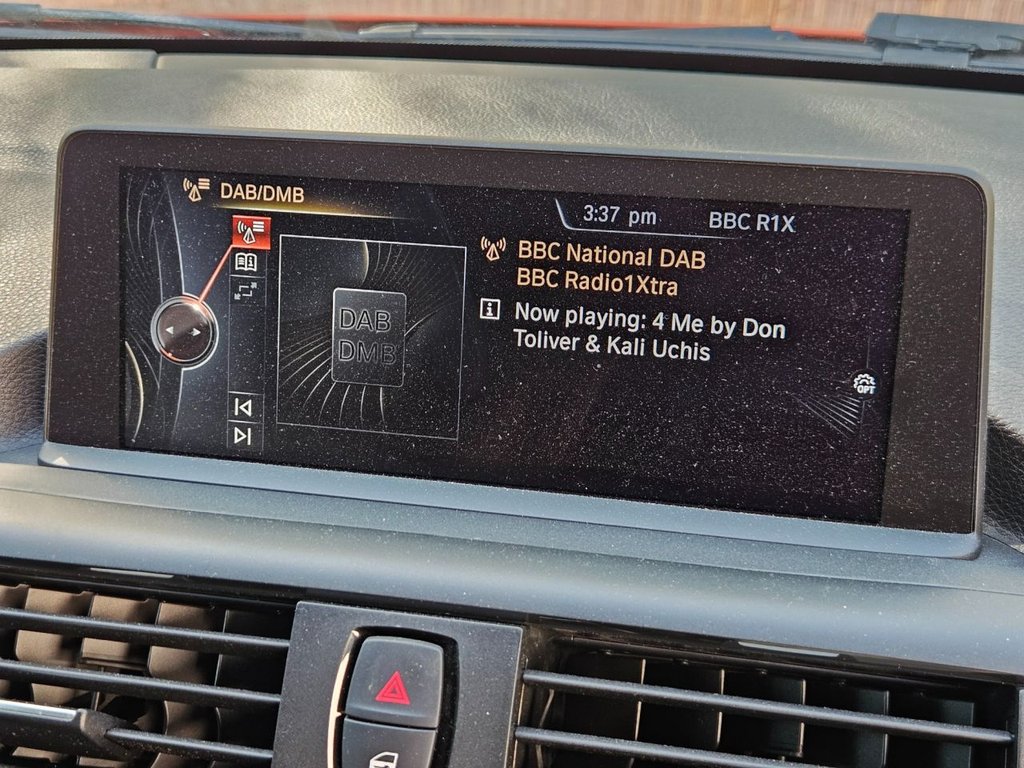 DAB/DMB
3:37 pm
BBC R1X
BBC National DAB
BBC Radio1Xtra
DAB
DMB
Now playing: 4 Me by Don
Toliver & Kali Uchis
OPT